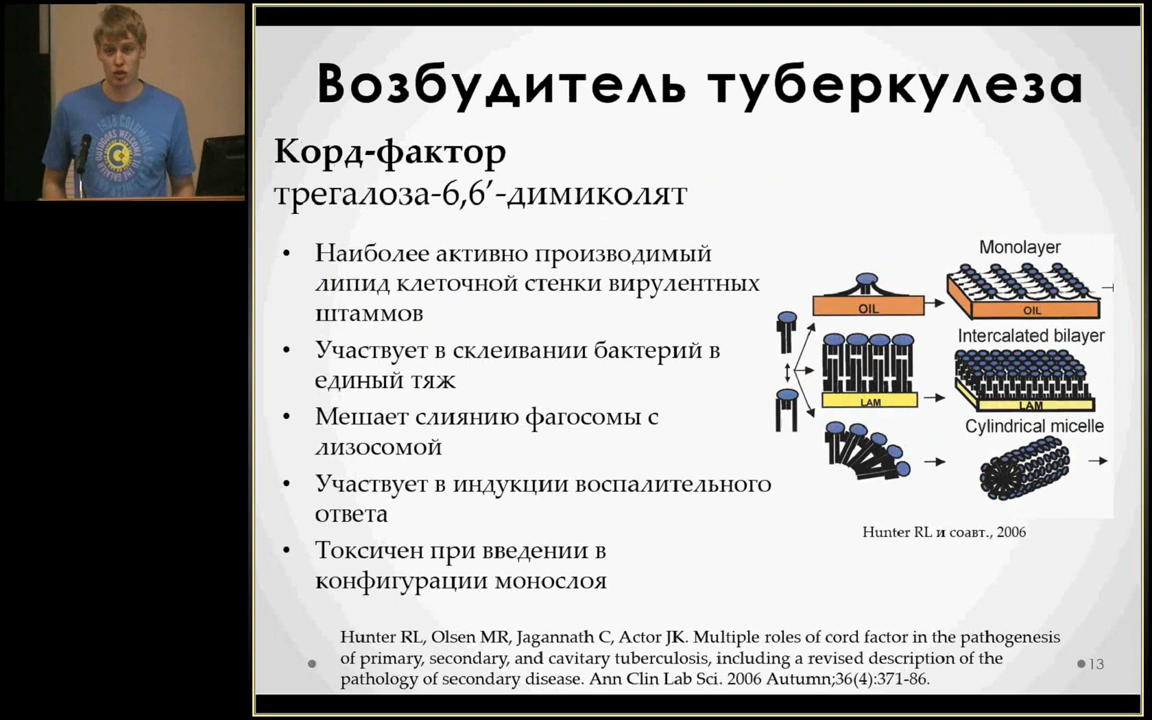 Возбудитель туберкулеза
Корд-фактор
трегалоза-6,6’-димиколят
• Наиболее активно производимый
липид клеточной стенки вирулентных
штаммов
• Участвует в склеивании бактерий в
единый тяж
• Мешает слиянию фагосомы с
лизосомой
• Участвует в индукции воспалительного
ответа
• Токсичен при введении в
конфигурации монослоя
Monolayer
OIL
OIL
Intercalated bilayer
LAM
LAM
Cylindrical micelle
Hunter RL и соавт., 2006
Hunter RL, Olsen MR, Jagannath C, Actor JK. Multiple roles of cord factor in the pathogenesis
of primary, secondary, and cavitary tuberculosis, including a revised description of the
pathology of secondary disease. Ann Clin Lab Sci. 2006 Autumn;36(4):371-86.
13